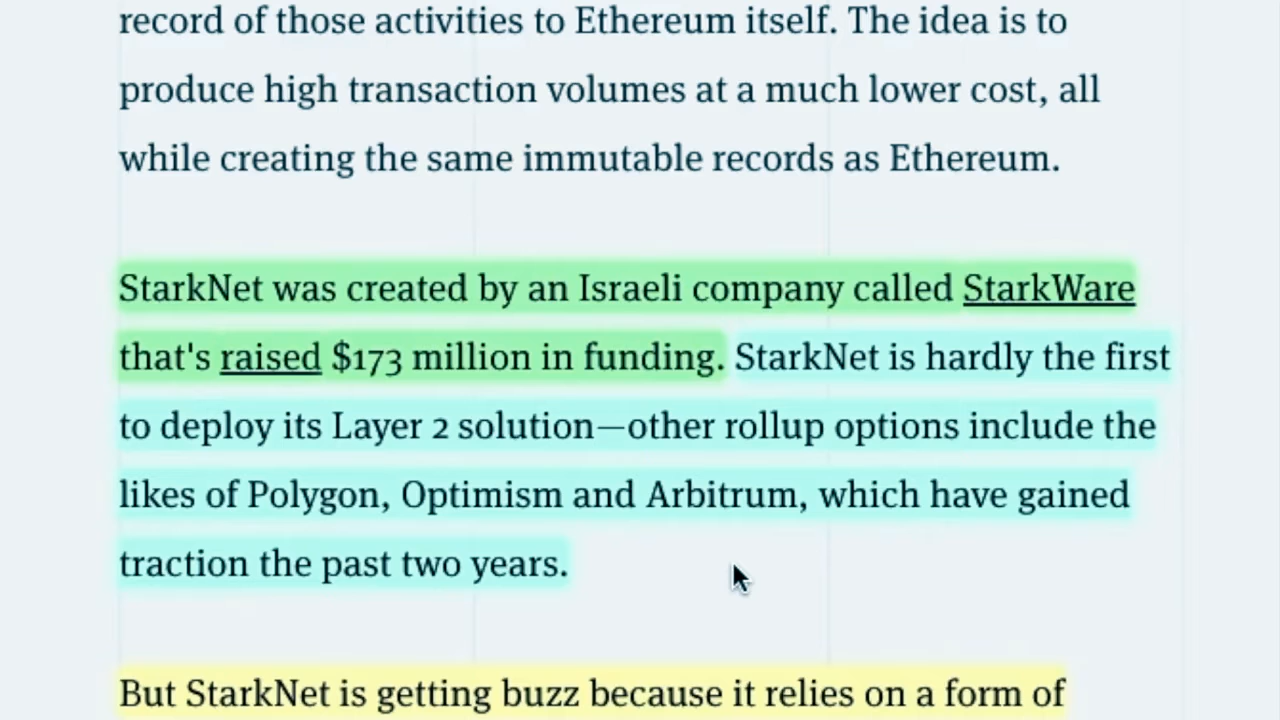 record of those activities to Ethereum itself. The idea is to
produce high transaction volumes at a much lower cost, all
while creating the same immutable records as Ethereum.
StarkNet was created by an Israeli company called StarkWare
that's raised $173 million in funding. StarkNet is hardly the first
to deploy its Layer 2 solution—other rollup options include the
likes of Polygon, Optimism and Arbitrum, which have gained
traction the past two years.
But StarkNet is getting buzz because it relies on a form of